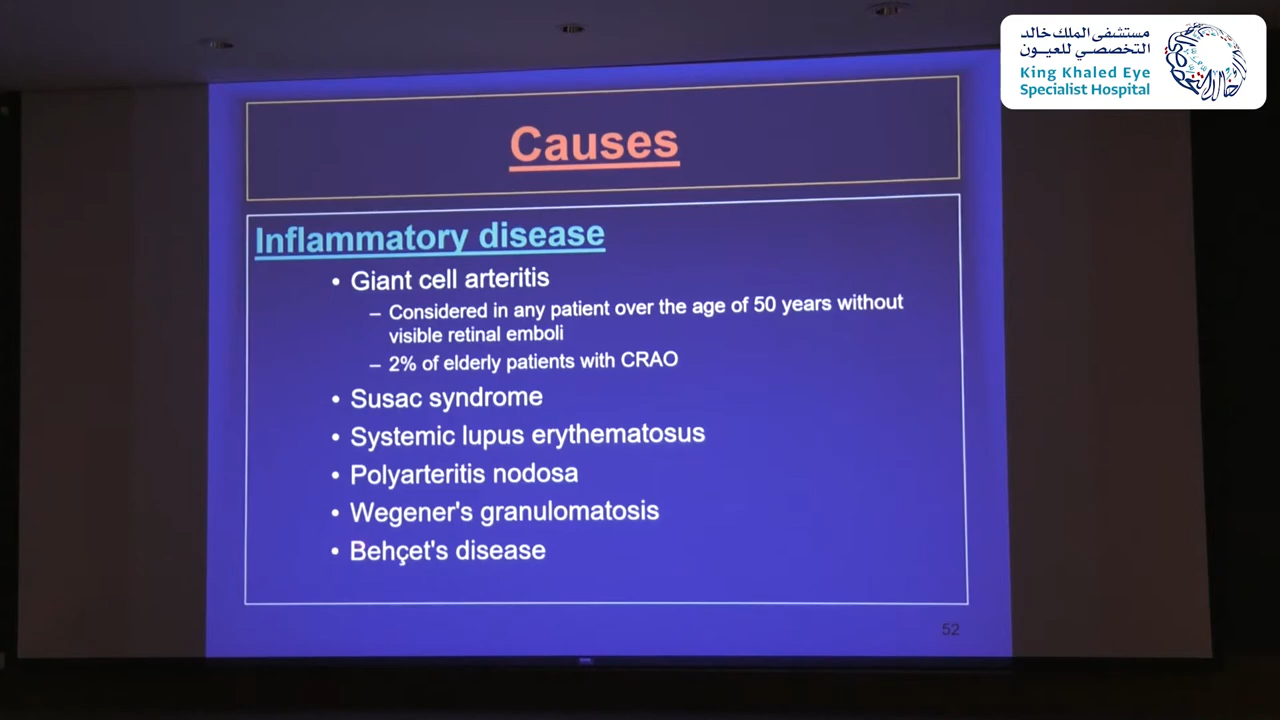 مستشفى الملك خالد
التخصصي للعيون
King Khaled Eye
Specialist Hospital
Causes
Inflammatory disease
• Giant cell arteritis
– Considered in any patient over the age of 50 years without
visible retinal emboli
– 2% of elderly patients with CRAO
• Susac syndrome
• Systemic lupus erythematosus
• Polyarteritis nodosa
• Wegener's granulomatosis
• Behçet's disease
52